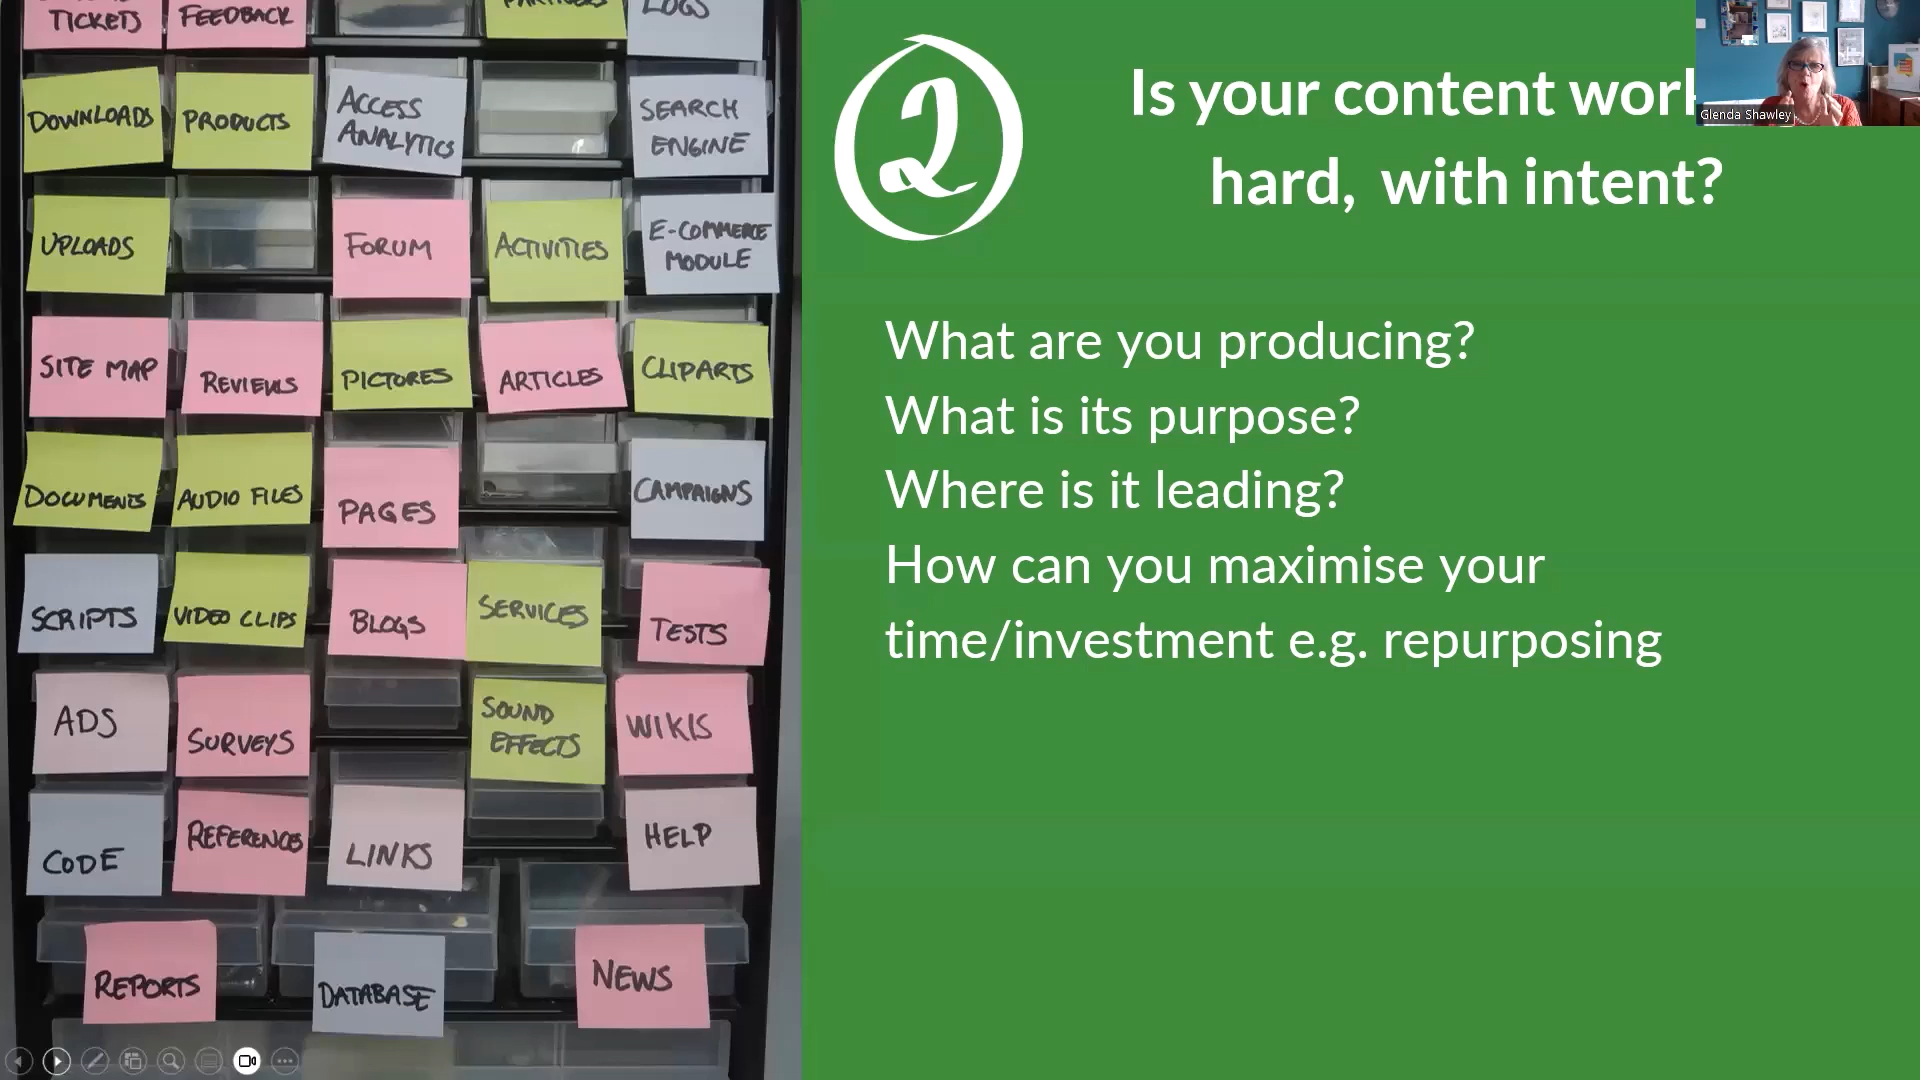 TICKETS
FEEDBACK
PARTNERS
LOGS
DOWNLOADS
PRODUCTS
ACCESS
ANALYTICS
SEARCH
ENGINE
UPLOADS
FORUM
ACTIVITIES
E-COMMERCE
MODULE
SITE MAP
REVIEWS
PICTORES
ARTICLES
CLIPARTS
DOCUMENTS
AUDIO FILES
PAGES
CAMPAIGNS
SCRIPTS
VIDEO CLIPS
BLOGS
SERVICES
TESTS
ADS
SURVEYS
SOUND
EFFECTS
WIKIS
CODE
REFERENCES
LINKS
HELP
REPORTS
DATABASE
NEWS
2
Is your content work
hard, with intent?
What are you producing?
What is its purpose?
Where is it leading?
How can you maximise your
time/investment e.g. repurposing
Glenda Shawley